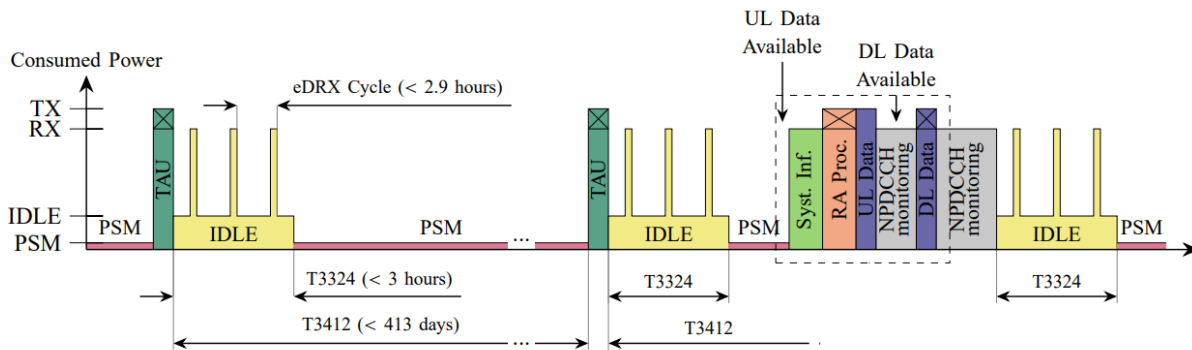 UL Data
Available
DL Data
Available
Consumed Power
eDRX Cycle (< 2.9 hours)
TX
RX
IDLE
PSM
PSM
TAU
IDLE
PSM
...
TAU
IDLE
PSM
Syst. Inf.
RA Proc.
UL Data
NPDCCH
monitoring
DL Data
NPDCCH
monitoring
IDLE
PSM
T3324 (< 3 hours)
T3324
T3324
T3412 (< 413 days)
...
T3412